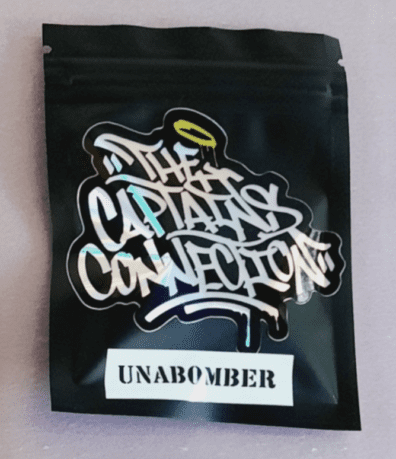 "THE
CAPTAINS
CONNECTION"
UNABOMBER